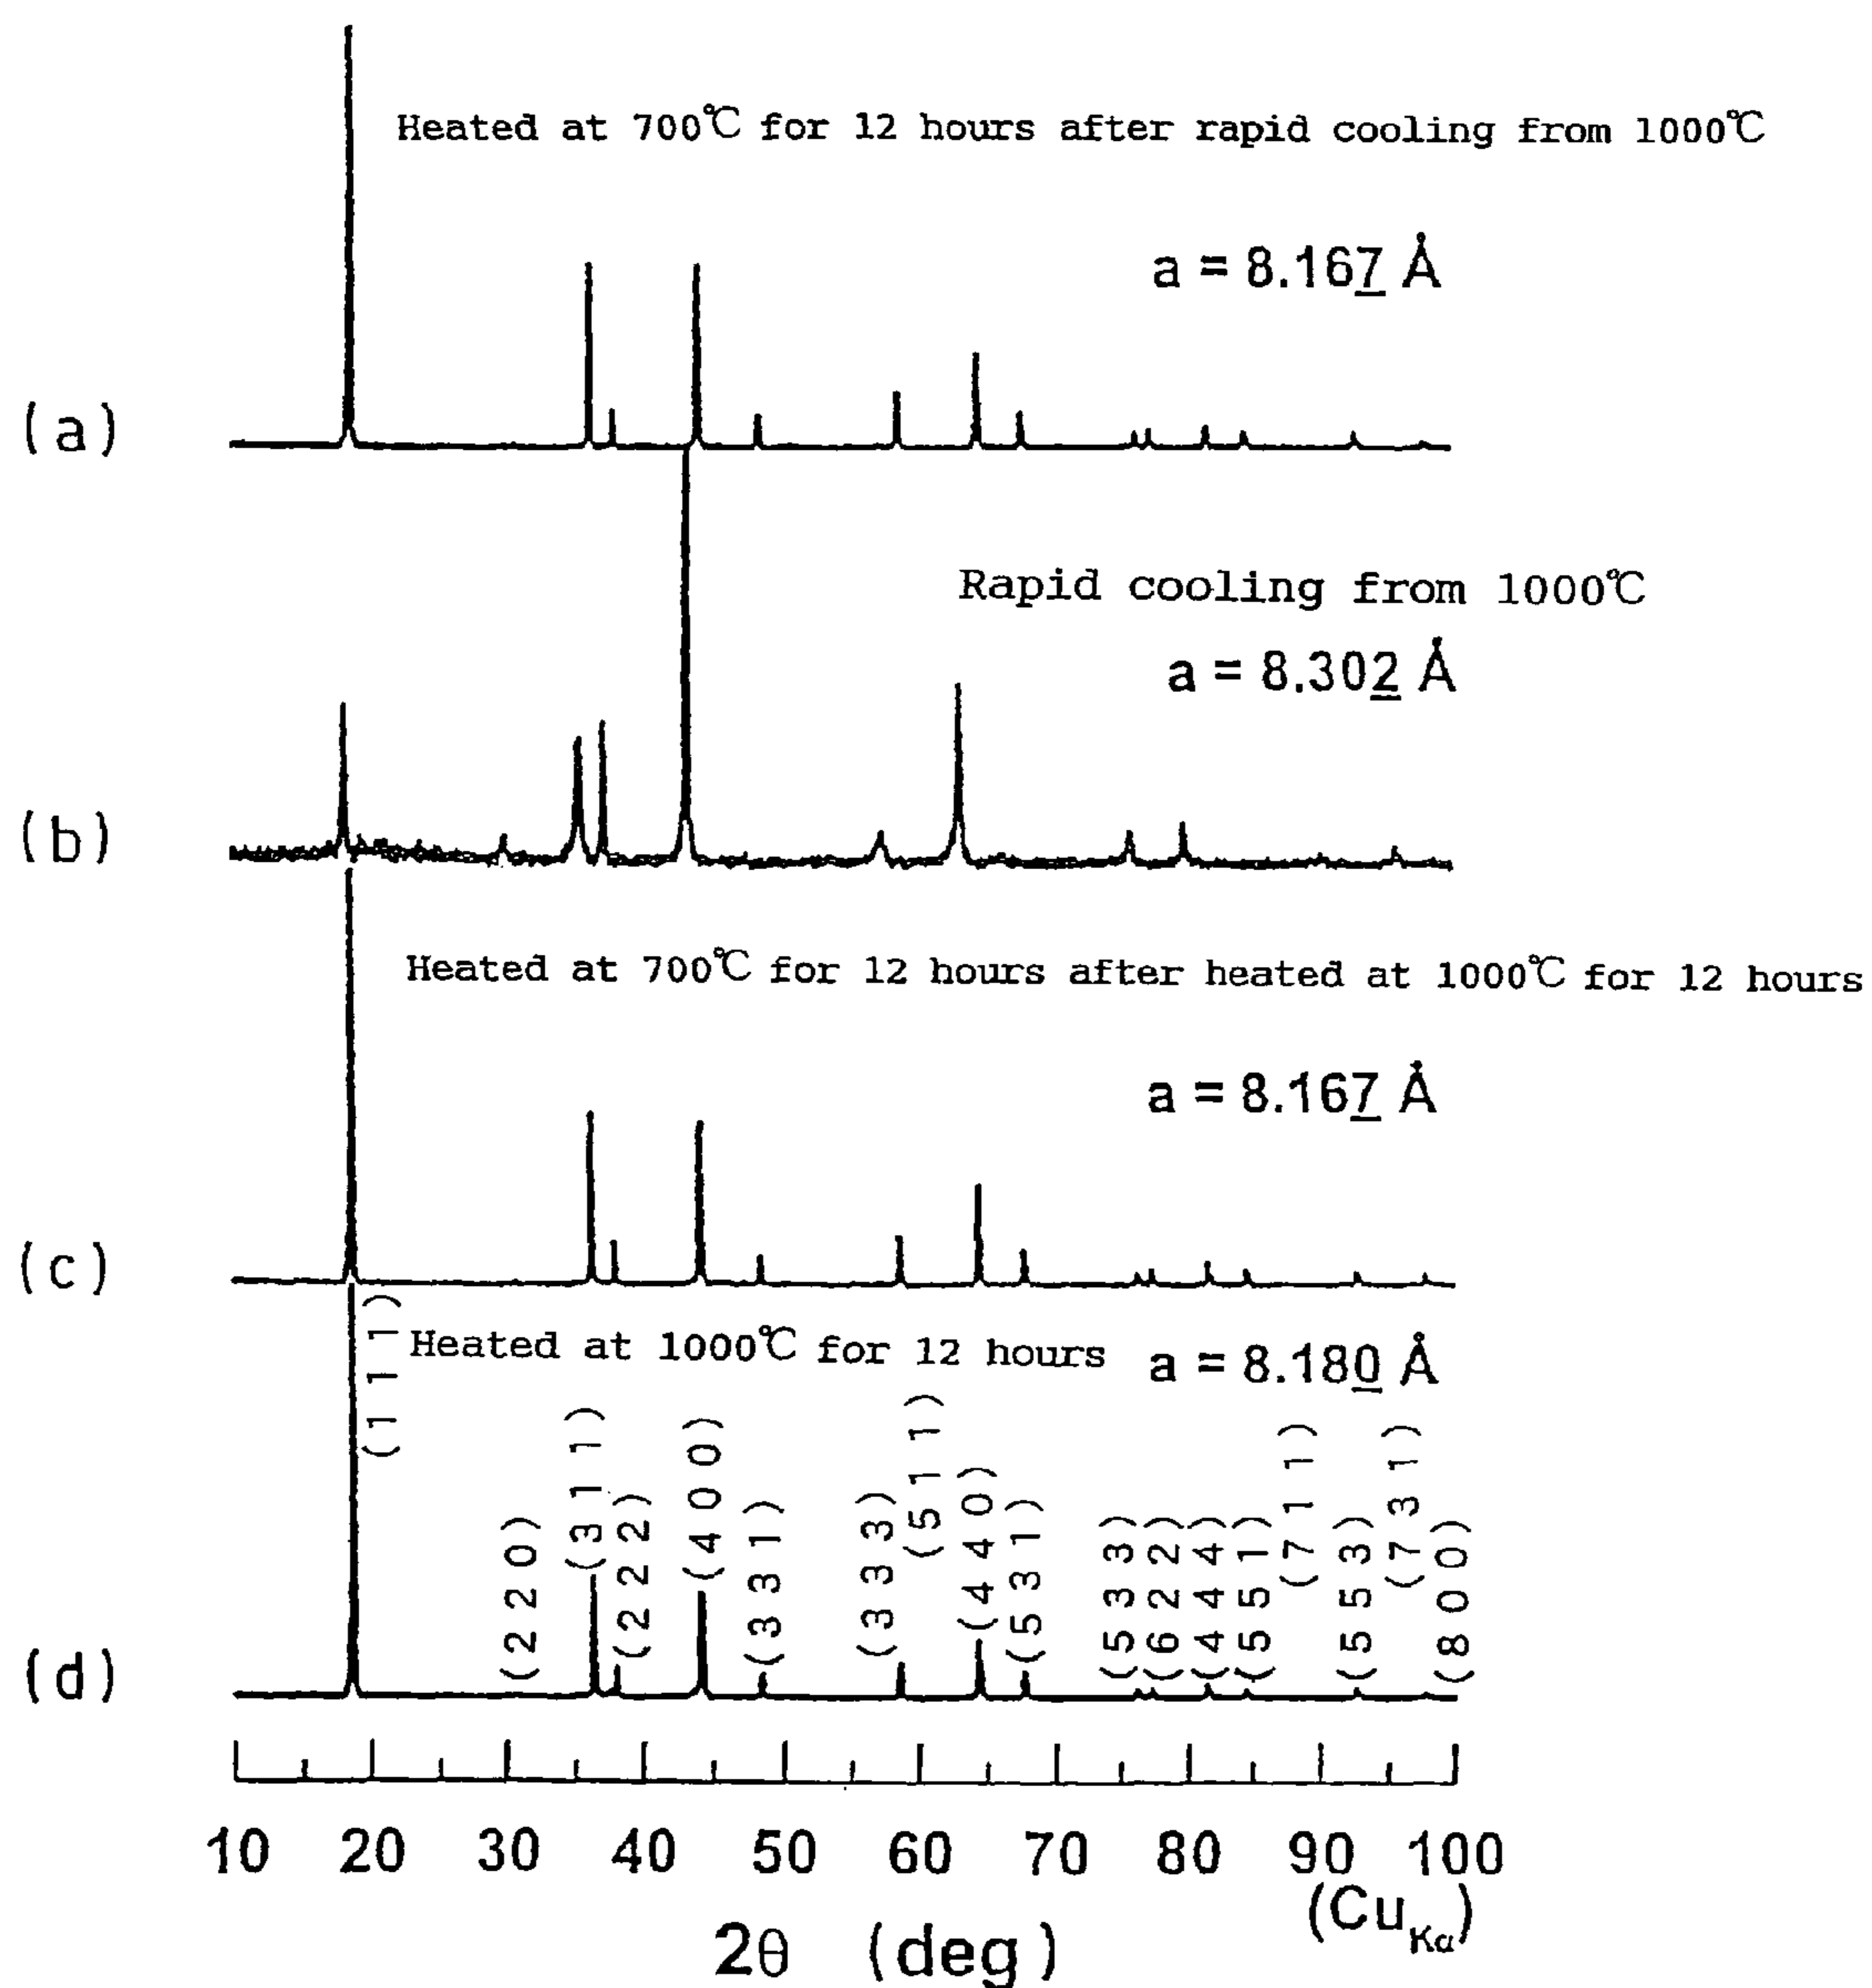 Heated at 700℃ for 12 hours after rapid cooling from 1000℃
a = 8.167 Å
(a)
Rapid cooling from 1000℃
a = 8.302 Å
(b)
Heated at 700℃ for 12 hours after heated at 1000℃ for 12 hours
a = 8.167 Å
(c)
Heated at 1000℃ for 12 hours
a = 8.180 Å
(111)
(220)
(311)
(222)
(400)
(331)
(333)
(511)
(440)
(531)
(533)
(622)
(444)
(551)
(711)
(553)
(731)
(800)
(d)
10 20 30 40 50 60 70 80 90 100
(CuKα)
2θ (deg)